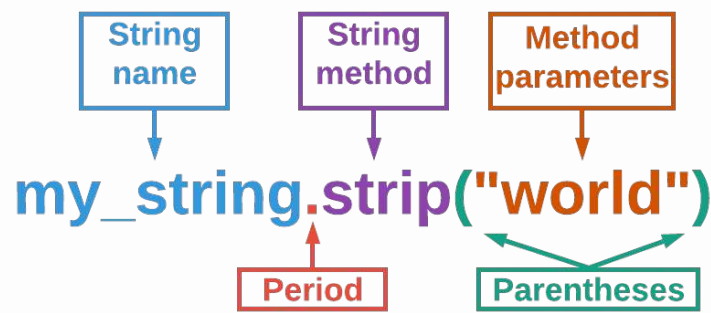 String name
String method
Method parameters
my_string.strip("world")
Period
Parentheses